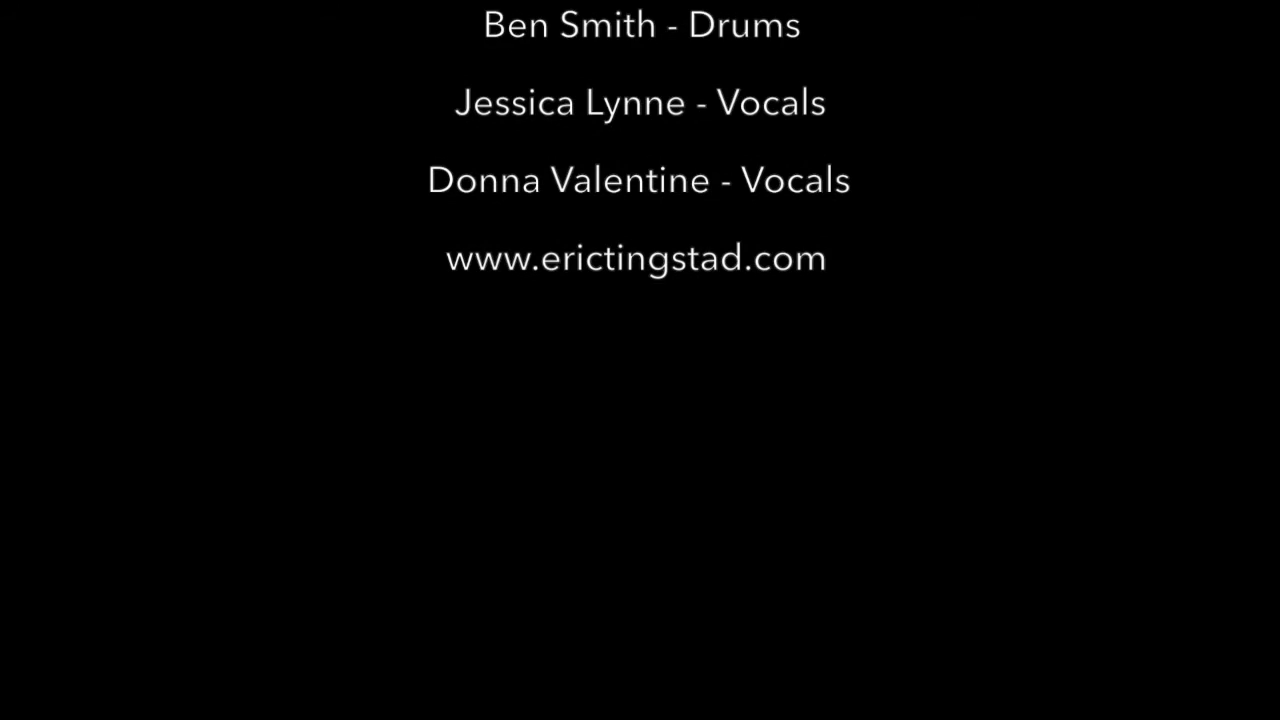 Ben Smith - Drums
Jessica Lynne - Vocals
Donna Valentine - Vocals
www.erictingstad.com